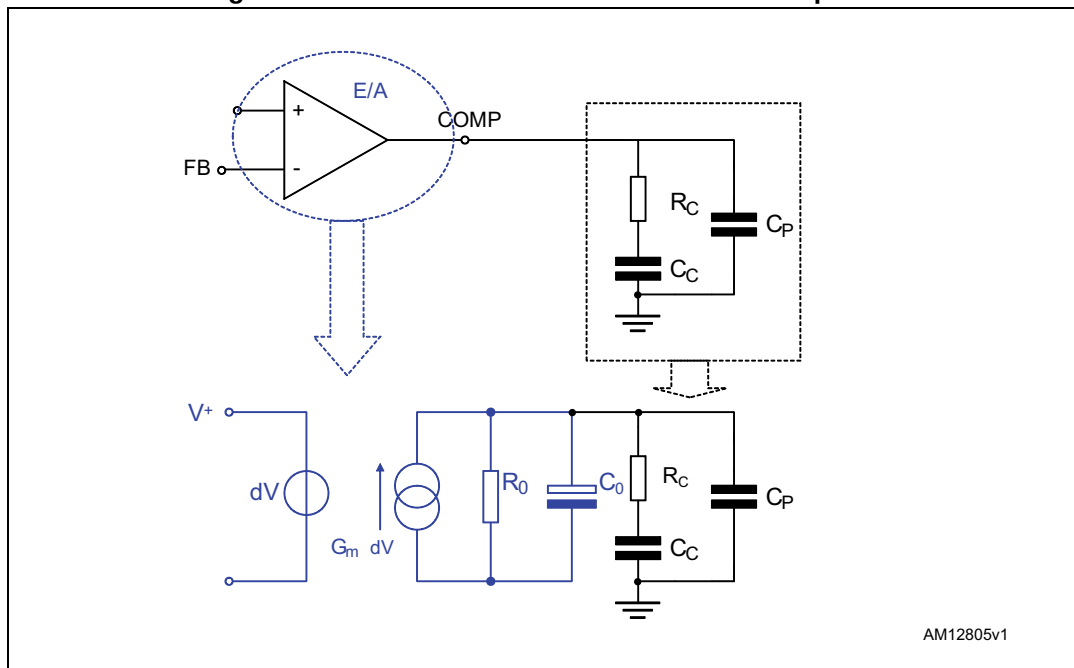 E/A
COMP
+
FB
-
RC
CP
CC
V+
dV
R0
C0
RC
CP
Gm dV
CC
AM12805v1